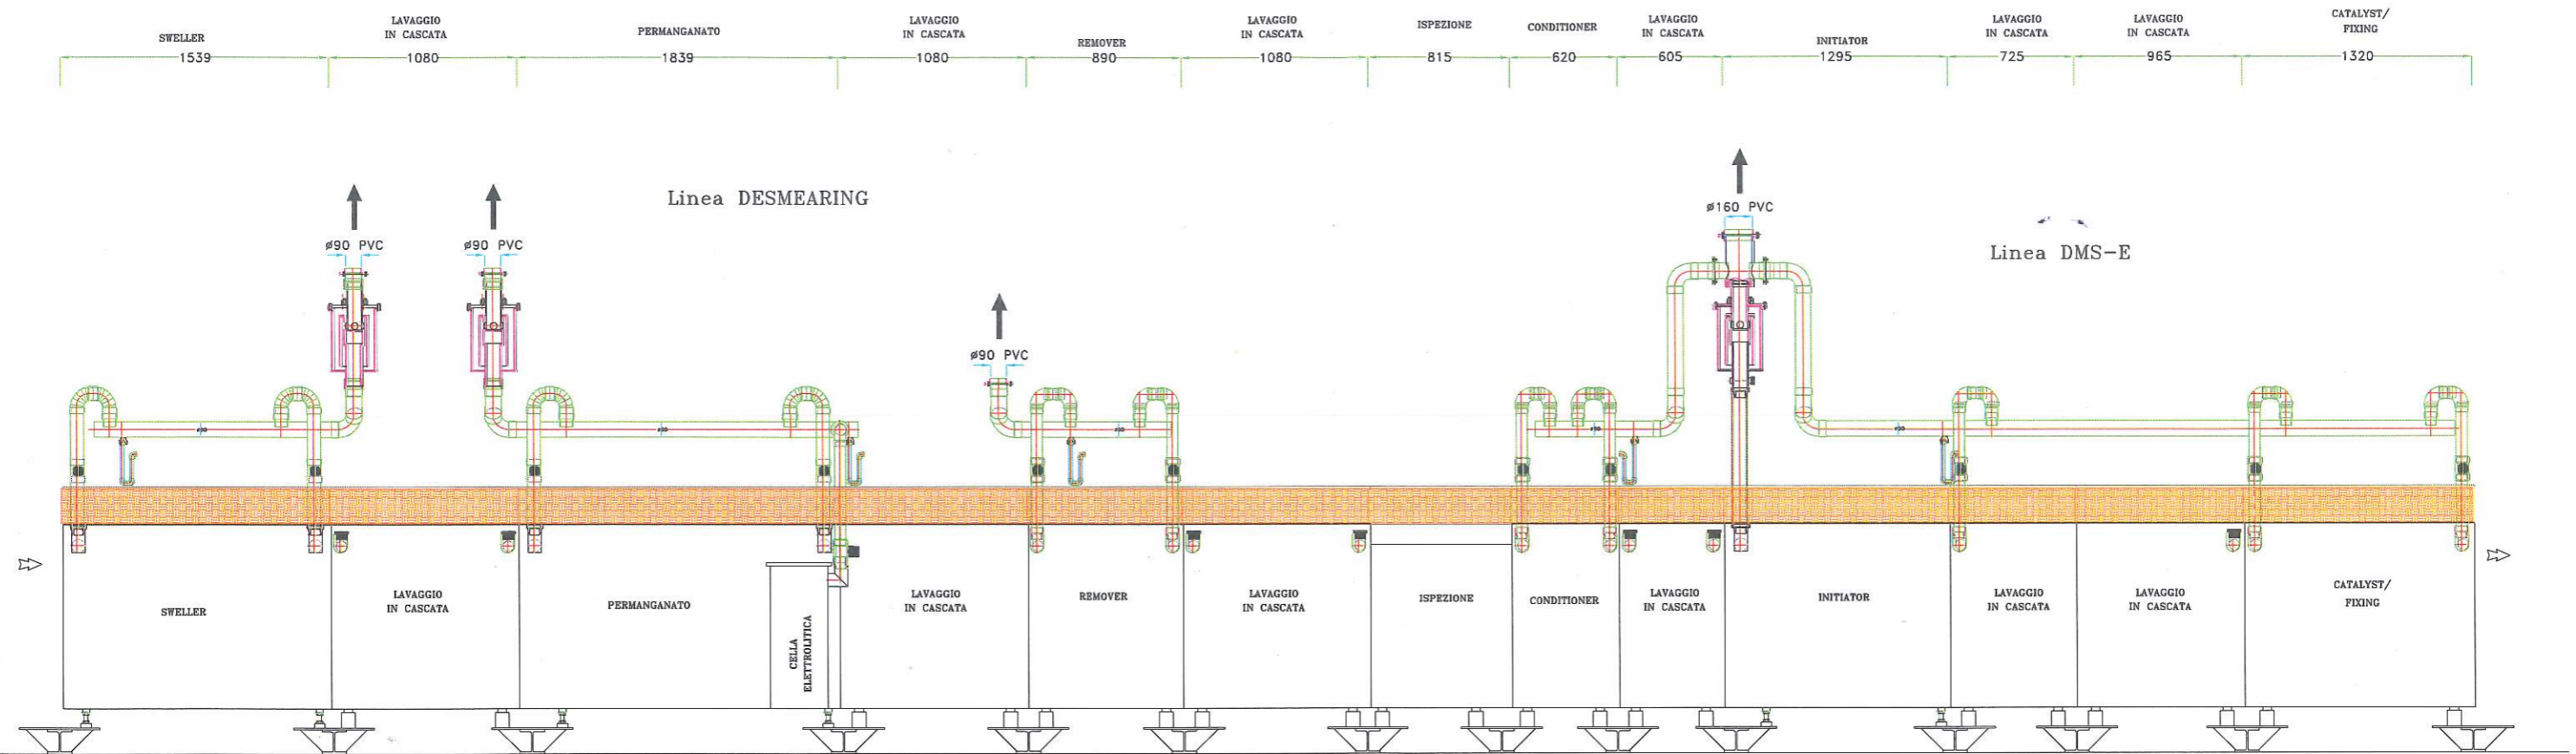 SWELLER
LAVAGGIO
IN CASCATA
PERMANGANATO
LAVAGGIO
IN CASCATA
REMOVER
LAVAGGIO
IN CASCATA
ISPEZIONE
CONDITIONER
LAVAGGIO
IN CASCATA
INITIATOR
LAVAGGIO
IN CASCATA
LAVAGGIO
IN CASCATA
CATALYST/
FIXING
1539
1080
1839
1080
890
1080
815
620
605
1295
725
965
1320
Linea DESMEARING
Linea DMS-E
ø90 PVC
ø90 PVC
ø90 PVC
ø160 PVC
SWELLER
LAVAGGIO
IN CASCATA
PERMANGANATO
CELLA
ELETTROLITICA
LAVAGGIO
IN CASCATA
REMOVER
LAVAGGIO
IN CASCATA
ISPEZIONE
CONDITIONER
LAVAGGIO
IN CASCATA
INITIATOR
LAVAGGIO
IN CASCATA
LAVAGGIO
IN CASCATA
CATALYST/
FIXING